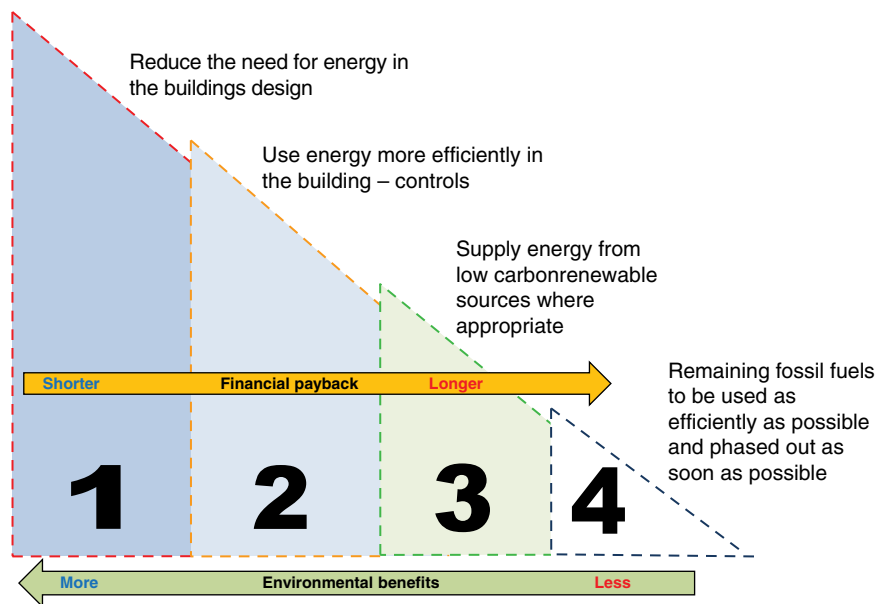 Reduce the need for energy in
the buildings design
Use energy more efficiently in
the building – controls
Supply energy from
low carbonrenewable
sources where
appropriate
Remaining fossil fuels
to be used as
efficiently as possible
and phased out as
soon as possible
Shorter Financial payback Longer
1 2 3 4
More Environmental benefits Less